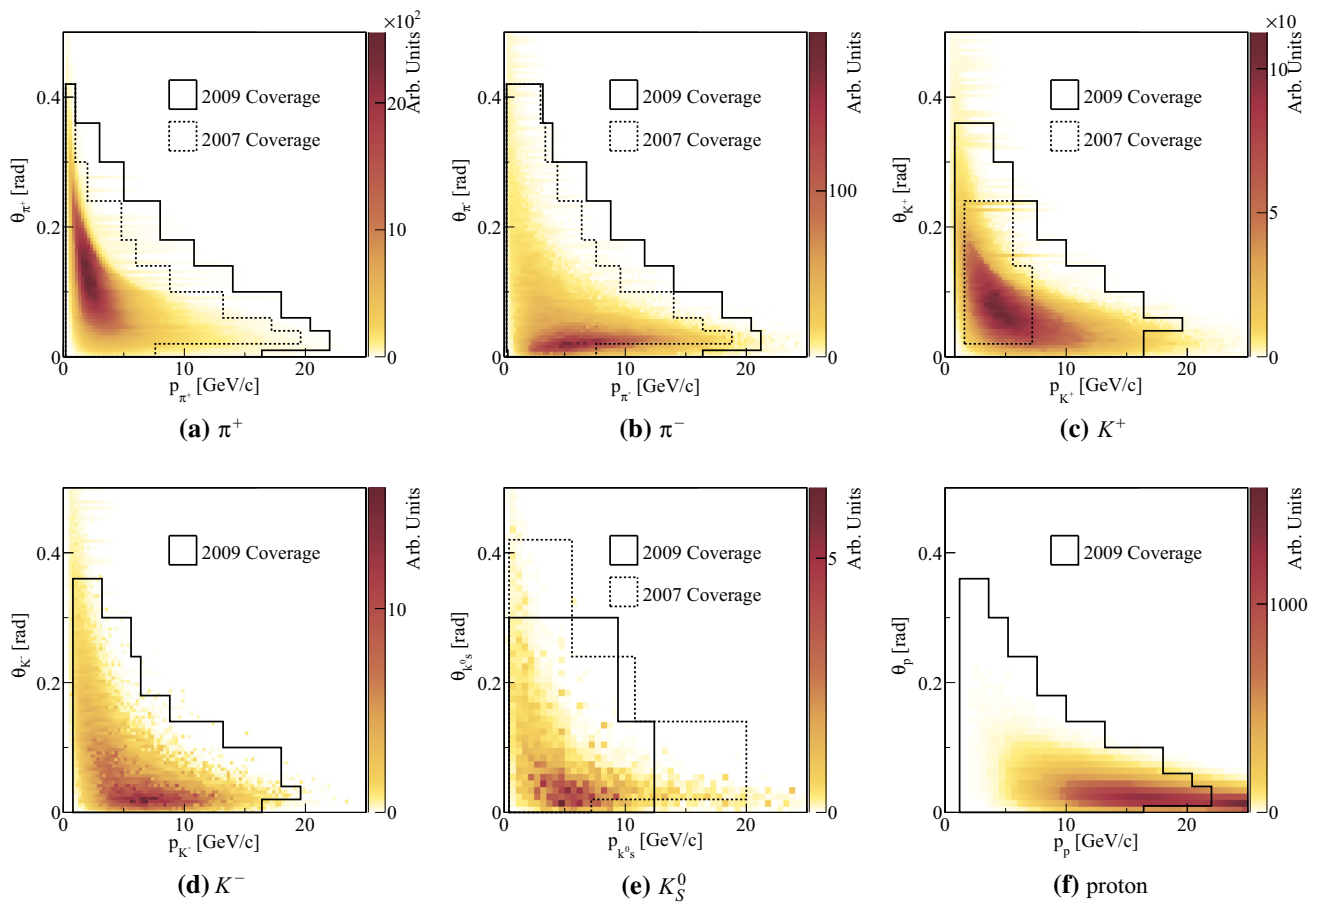 ×10²
Arb. Units
2009 Coverage
2007 Coverage
θπ+ [rad]
0.4
0.2
0
20
10
0
0 10 20
pπ+ [GeV/c]
(a) π⁺
Arb. Units
2009 Coverage
2007 Coverage
θπ- [rad]
0.4
0.2
0
100
0
0 10 20
pπ- [GeV/c]
(b) π⁻
×10
Arb. Units
2009 Coverage
2007 Coverage
θK+ [rad]
0.4
0.2
0
10
5
0
0 10 20
pK+ [GeV/c]
(c) K⁺
Arb. Units
2009 Coverage
θK- [rad]
0.4
0.2
0
10
0
0 10 20
pK- [GeV/c]
(d) K⁻
Arb. Units
2009 Coverage
2007 Coverage
θk⁰s [rad]
0.4
0.2
0
5
0
0 10 20
pk⁰s [GeV/c]
(e) K⁰S
Arb. Units
2009 Coverage
θp [rad]
0.4
0.2
0
1000
0
0 10 20
pp [GeV/c]
(f) proton